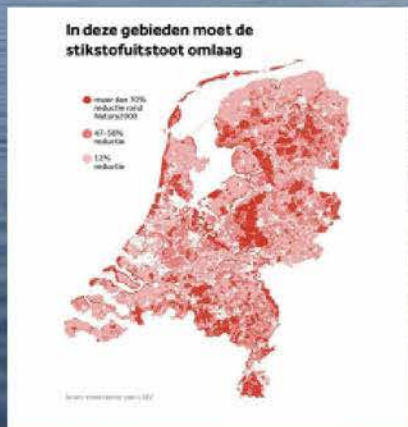 In deze gebieden moet de
stikstofuitstoot omlaag
meer dan 70%
reductie rond
Natura2000
47-58%
reductie
12%
reductie